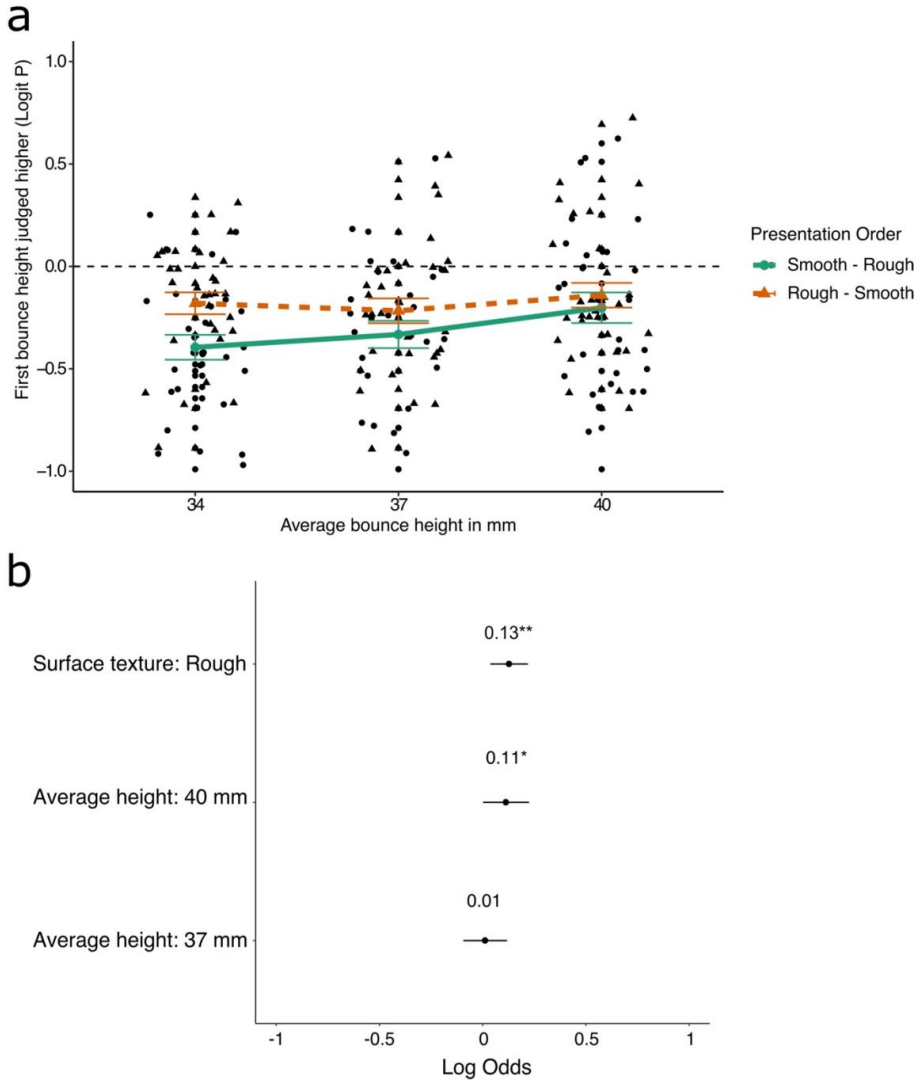 a
First bounce height judged higher (Logit P)
1.0
0.5
0.0
−0.5
−1.0
34
37
40
Average bounce height in mm
Presentation Order
Smooth - Rough
Rough - Smooth
b
Surface texture: Rough
0.13**
Average height: 40 mm
0.11*
Average height: 37 mm
0.01
-1
-0.5
0
0.5
1
Log Odds